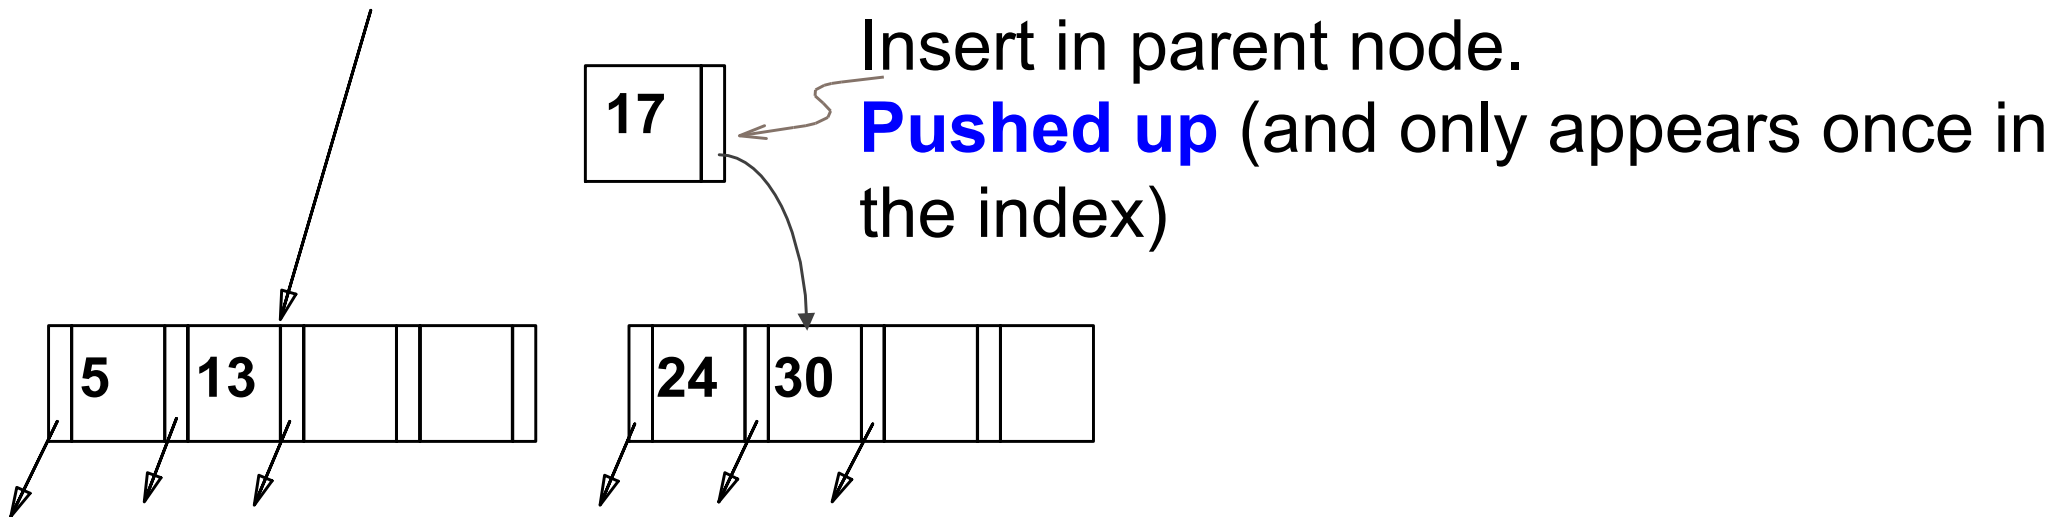 Insert in parent node.
17
Pushed up (and only appears once in
the index)
5 13
24 30